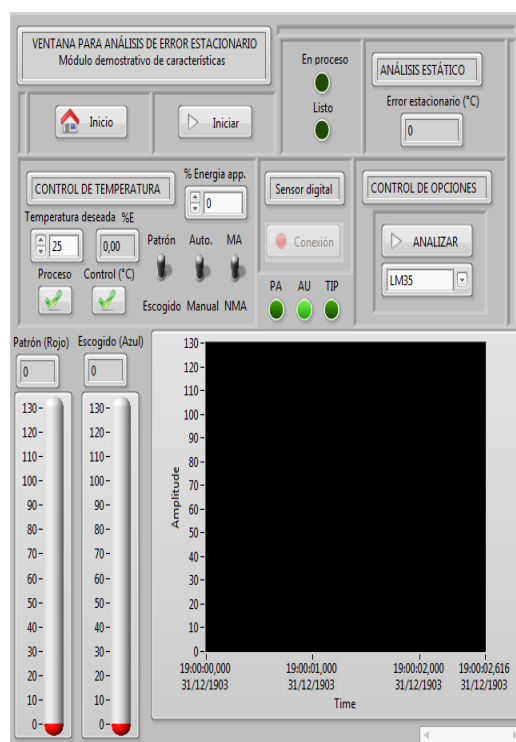 VENTANA PARA ANÁLISIS DE ERROR ESTACIONARIO
Módulo demostrativo de características
En proceso
Listo
ANÁLISIS ESTÁTICO
Error estacionario (°C)
0
Inicio
Iniciar
CONTROL DE TEMPERATURA
% Energia app.
0
Temperatura deseada %E
25
0,00
Patrón Auto. MA
Proceso Control (°C)
Escogido Manual NMA
Sensor digital
Conexión
PA AU TIP
CONTROL DE OPCIONES
ANALIZAR
LM35
Patrón (Rojo) Escogido (Azul)
0
0
130
120
110
100
90
80
70
60
50
40
30
20
10
0
130
120
110
100
90
80
70
60
50
40
30
20
10
0
Amplitude
130
120
110
100
90
80
70
60
50
40
30
20
10
0
19:00:00,000 19:00:01,000 19:00:02,000 19:00:02,616
31/12/1903 31/12/1903 31/12/1903 31/12/1903
Time